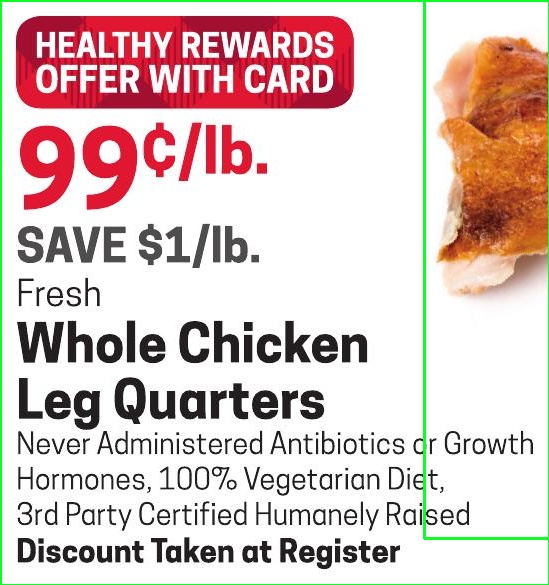 HEALTHY REWARDS
OFFER WITH CARD
99¢/lb.
SAVE $1/lb.
Fresh
Whole Chicken
Leg Quarters
Never Administered Antibiotics or Growth
Hormones, 100% Vegetarian Diet,
3rd Party Certified Humanely Raised
Discount Taken at Register